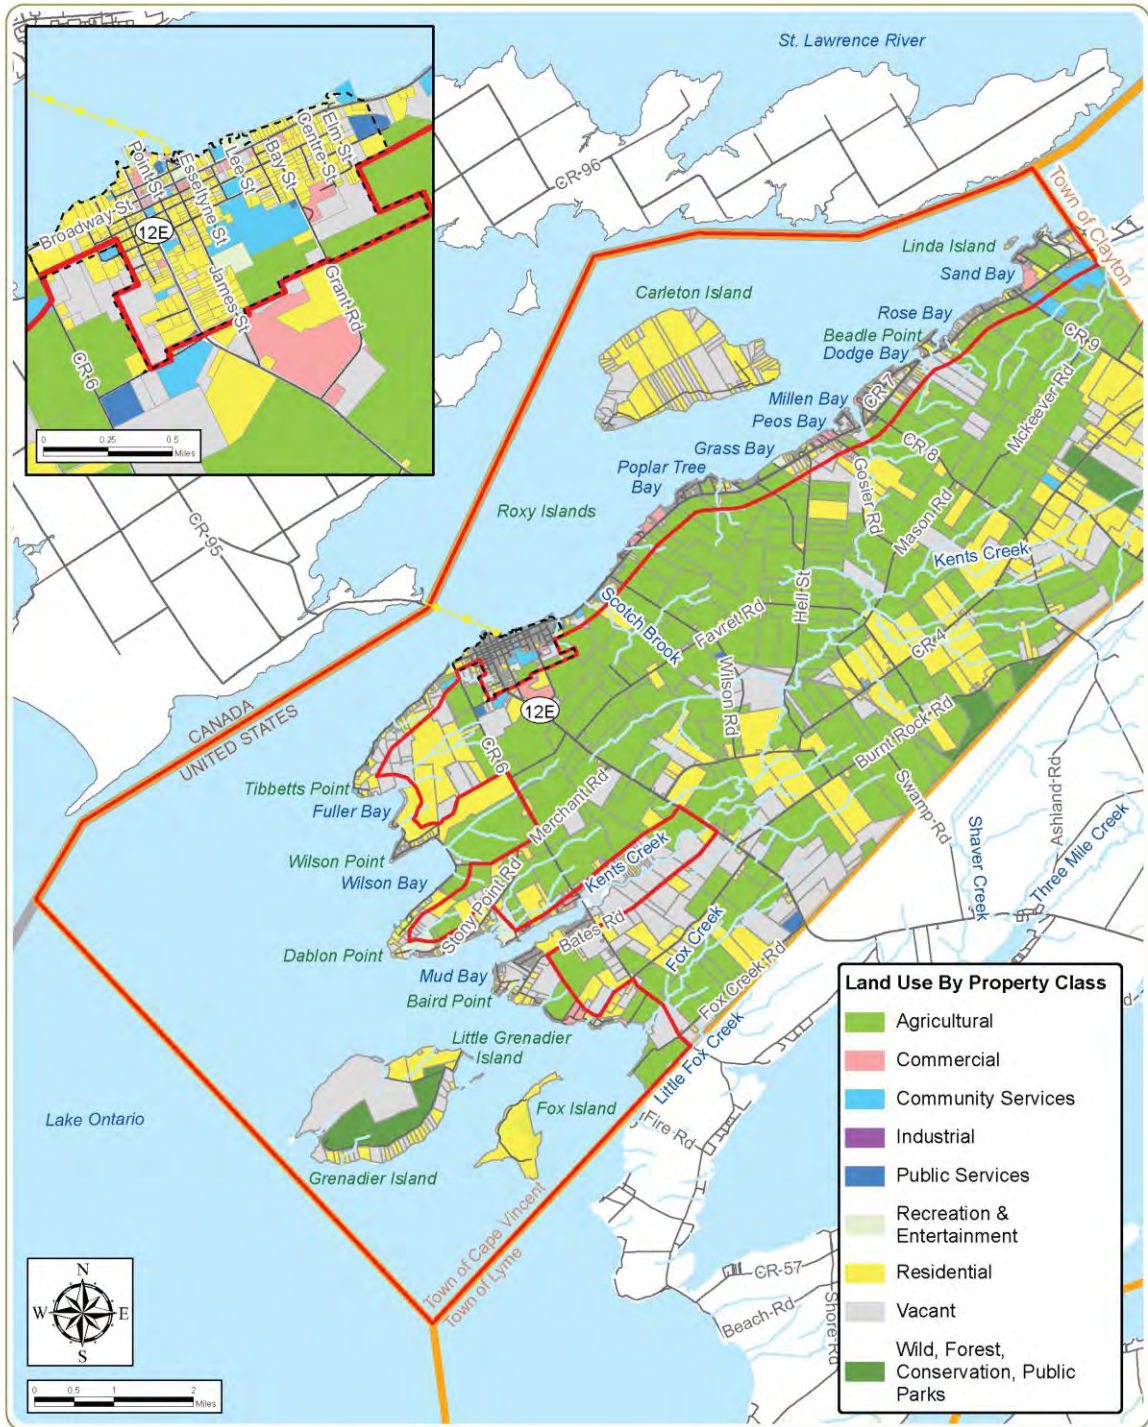 St. Lawrence River
CR-96
Town of Clayton
Linda Island
Sand Bay
Carleton Island
Rose Bay
Beadle Point
Dodge Bay
CR-9
CR-7
Millen Bay
Peos Bay
Mckeever Rd
Grass Bay
CR 8
Poplar Tree
Bay
Gosier Rd
Mason Rd
Roxy Islands
Kents Creek
CR-95
Hell St
Scotch Brook
Favret Rd
CR 4
Wilson Rd
12E
Burnt Rock Rd
CANADA
UNITED STATES
CR 6
Tibbetts Point
Fuller Bay
Merchant Rd
Swamp-Rd
Ashland-Rd
Shaver Creek
Three Mile Creek
Wilson Point
Wilson Bay
Kents Creek
Stony Point Rd
Bates Rd
Fox Creek
Dablon Point
Mud Bay
Baird Point
Fox Creek Rd
Little Grenadier
Island
Little Fox Creek
Fox Island
Fire-Rd
Lake Ontario
Grenadier Island
Town of Cape Vincent
Town of Lyme
CR-57
Beach-Rd
Shore-Rd
Rd.
Point St
Esseltyne St
Lee St
Bay St
Centre St
Elm St
Broadway St
12E
James-St
Grant-Rd
CR-6
0 0.25 0.5
Miles
Land Use By Property Class
Agricultural
Commercial
Community Services
Industrial
Public Services
Recreation &
Entertainment
Residential
Vacant
Wild, Forest,
Conservation, Public
Parks
N
W E
S
0 0.5 1 2
Miles